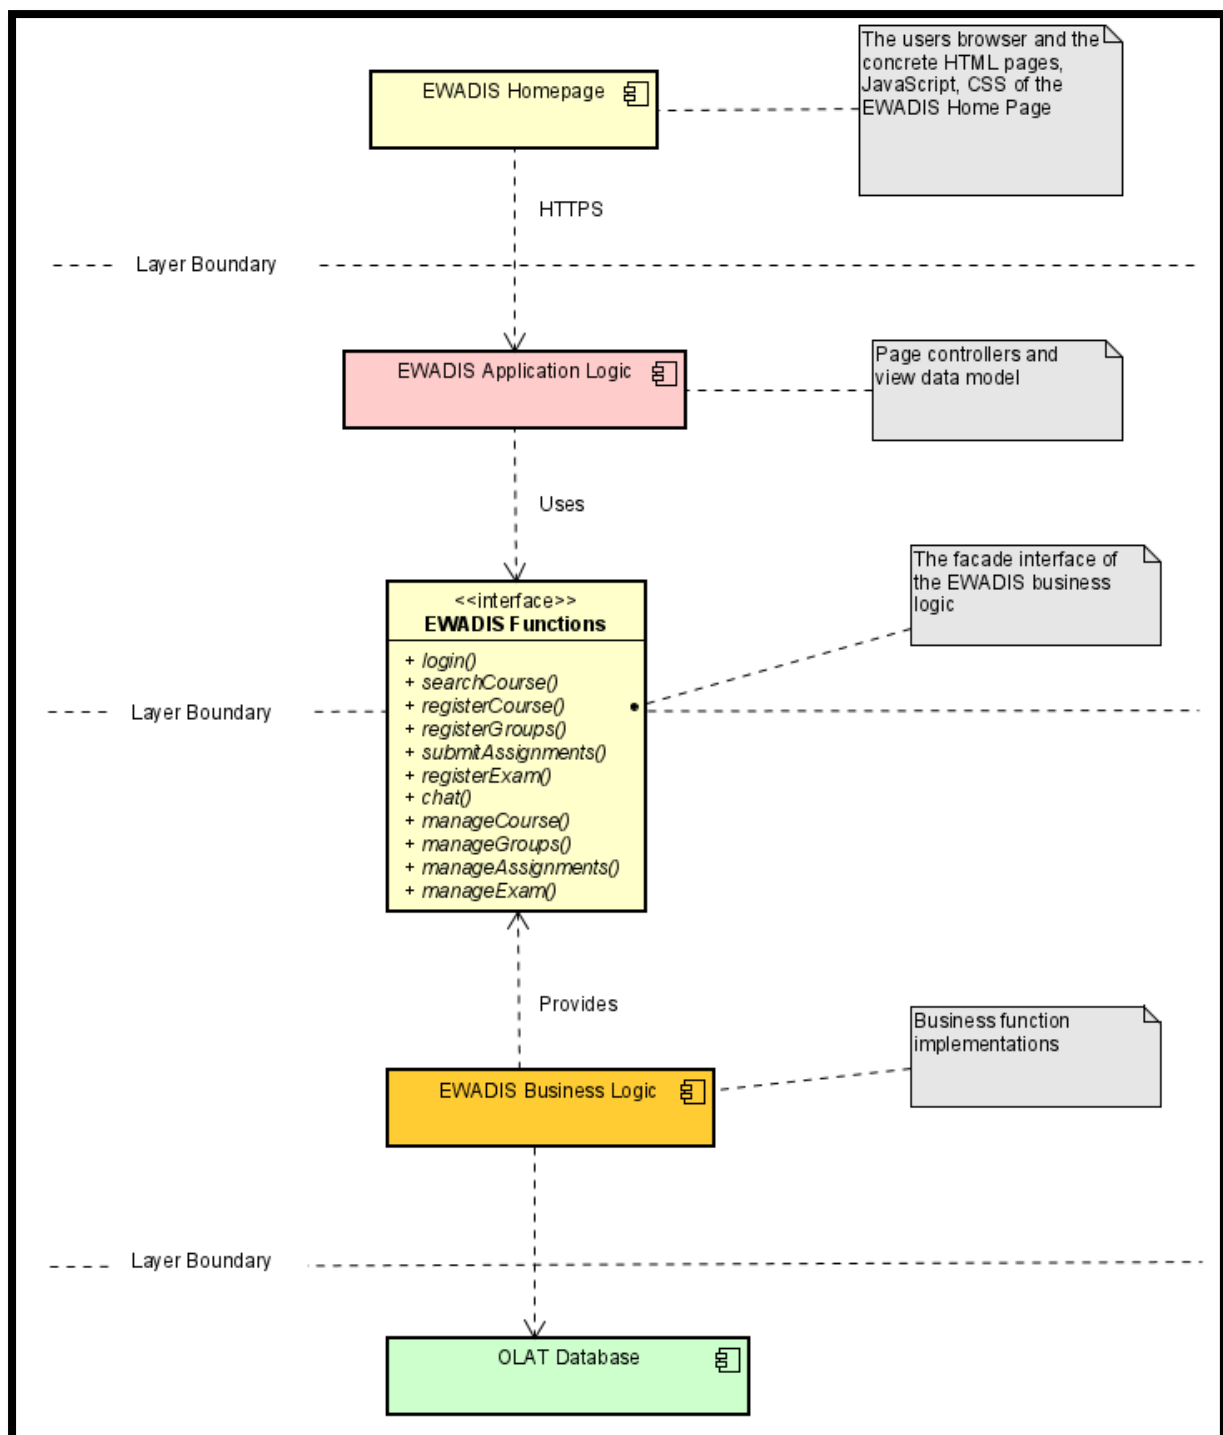 The users browser and the
concrete HTML pages,
JavaScript, CSS of the
EWADIS Home Page
EWADIS Homepage
HTTPS
Layer Boundary
EWADIS Application Logic
Page controllers and
view data model
Uses
The facade interface of
the EWADIS business
logic
<<interface>>
EWADIS Functions
+ login()
+ searchCourse()
+ registerCourse()
+ registerGroups()
+ submitAssignments()
+ registerExam()
+ chat()
+ manageCourse()
+ manageGroups()
+ manageAssignments()
+ manageExam()
Layer Boundary
Provides
Business function
implementations
EWADIS Business Logic
Layer Boundary
OLAT Database